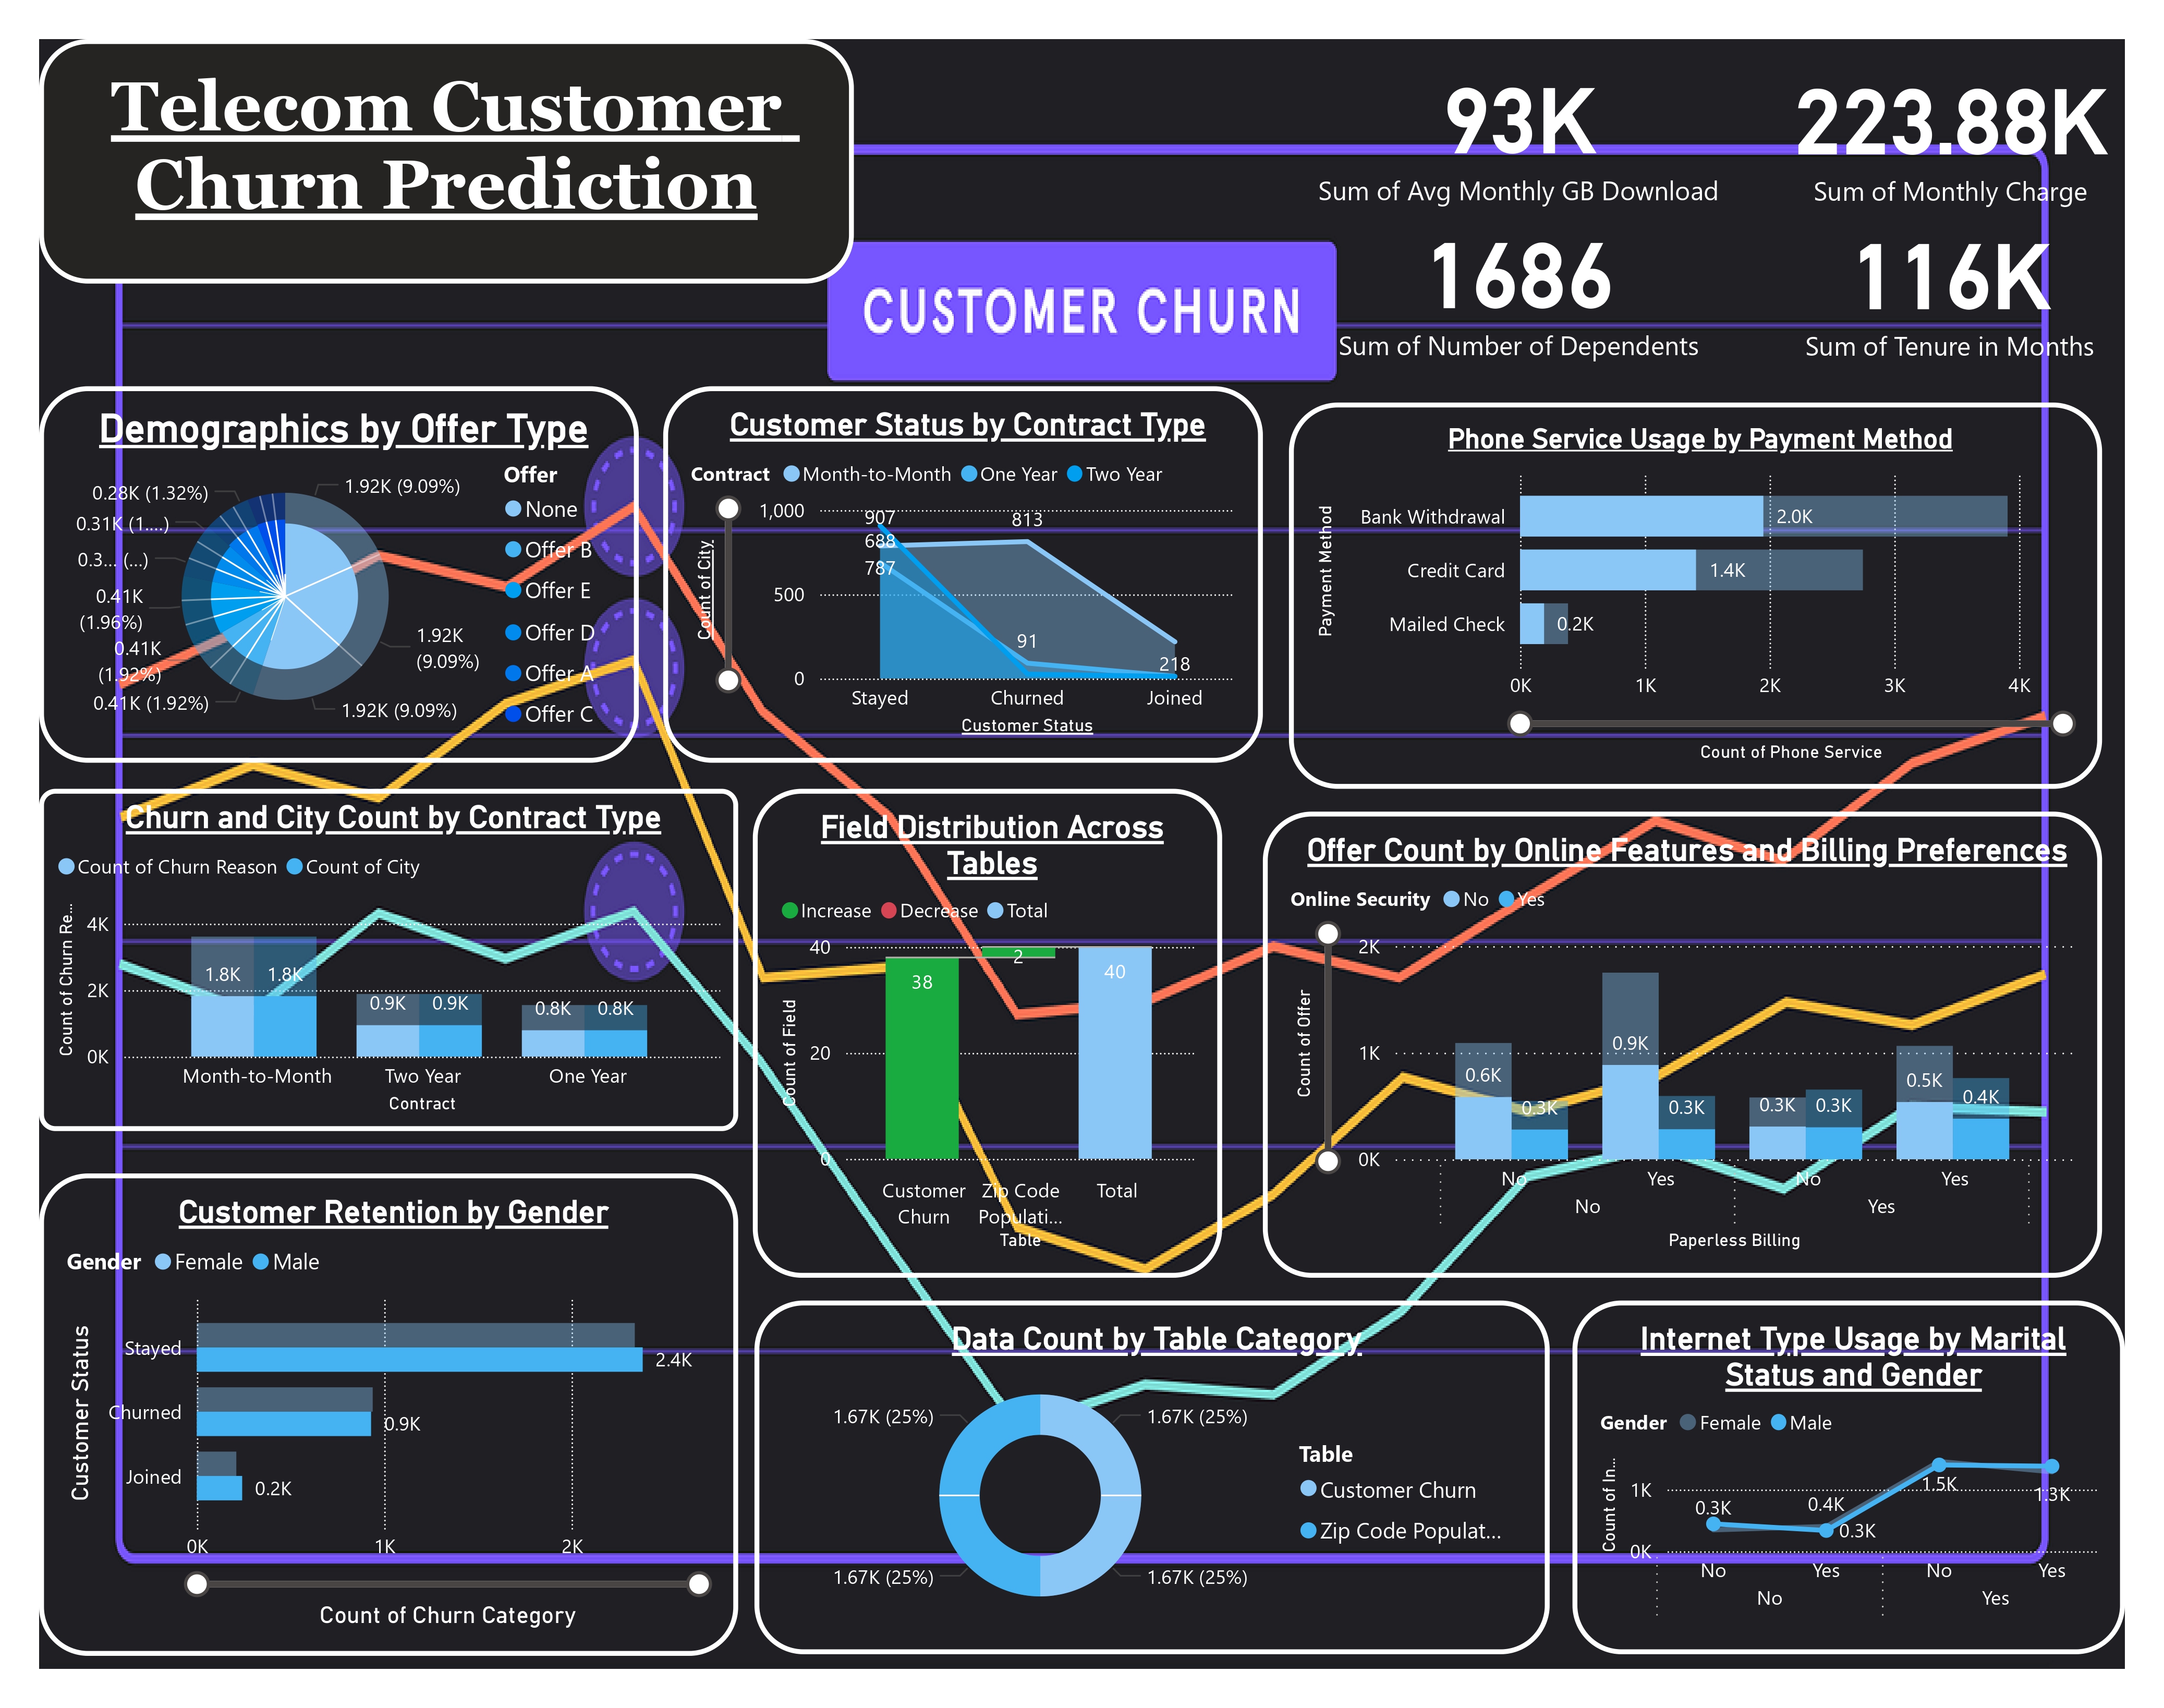 Telecom Customer
Churn Prediction
93K
Sum of Avg Monthly GB Download
223.88K
Sum of Monthly Charge
CUSTOMER CHURN
1686
Sum of Number of Dependents
116K
Sum of Tenure in Months
Demographics by Offer Type
Offer
None
Offer B
Offer E
Offer D
Offer A
Offer C
1.92K (9.09%)
1.92K
(9.09%)
1.92K (9.09%)
0.41K (1.92%)
0.41K
(1.92%)
0.41K
(1.96%)
0.3... (...)
0.31K (1....)
0.28K (1.32%)
Customer Status by Contract Type
Contract Month-to-Month One Year Two Year
Count of City
1,000
500
0
907
688
787
813
91
218
Stayed
Churned
Joined
Customer Status
Phone Service Usage by Payment Method
Payment Method
Bank Withdrawal
2.0K
Credit Card
1.4K
Mailed Check
0.2K
0K 1K 2K 3K 4K
Count of Phone Service
Churn and City Count by Contract Type
Count of Churn Reason Count of City
Count of Churn Re...
4K
2K
0K
1.8K 1.8K
0.9K 0.9K
0.8K 0.8K
Month-to-Month Two Year One Year
Contract
Field Distribution Across
Tables
Increase Decrease Total
Count of Field
40
20
0
38
2
40
Customer
Churn
Zip Code
Populati...
Total
Table
Offer Count by Online Features and Billing Preferences
Online Security No Yes
Count of Offer
2K
1K
0K
0.6K 0.3K
0.9K 0.3K
0.3K 0.3K
0.5K 0.4K
No Yes No Yes
No Yes
Paperless Billing
Customer Retention by Gender
Gender Female Male
Customer Status
Stayed
2.4K
Churned
0.9K
Joined
0.2K
0K 1K 2K
Count of Churn Category
Data Count by Table Category
1.67K (25%)
1.67K (25%)
1.67K (25%)
1.67K (25%)
Table
Customer Churn
Zip Code Populat...
Internet Type Usage by Marital
Status and Gender
Gender Female Male
Count of In...
1K
0K
0.3K
0.4K
0.3K
1.5K
1.3K
No Yes No Yes
No Yes